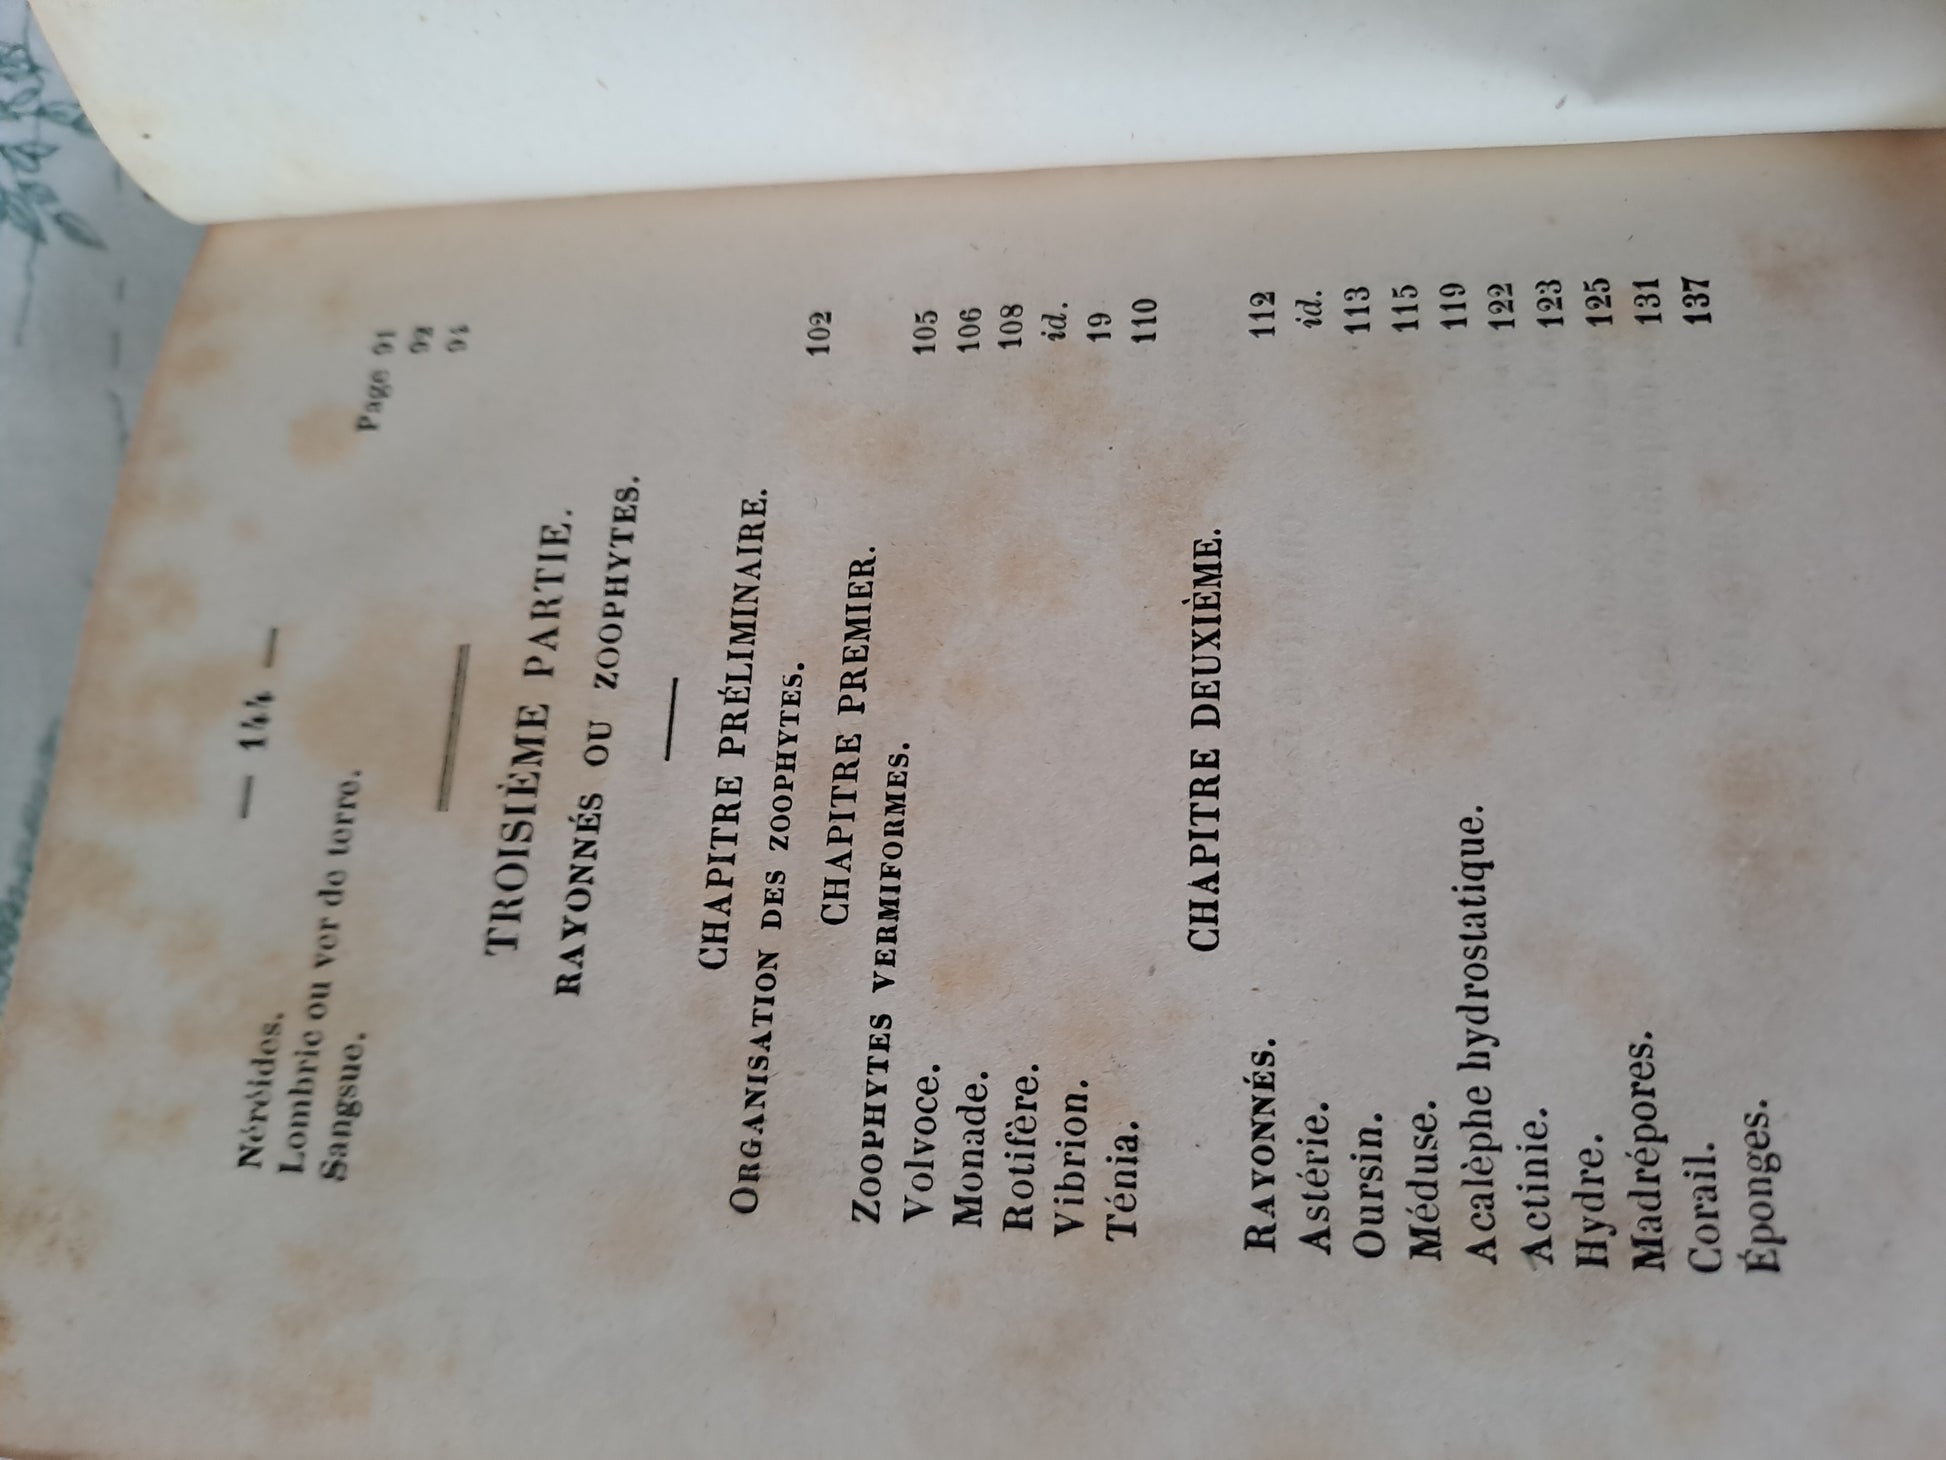 — 144 —
Néréides. Page 91
Lombric ou ver de terre. 92
Sangsue. 94
TROISIÈME PARTIE.
RAYONNÉS OU ZOOPHYTES.
CHAPITRE PRÉLIMINAIRE.
ORGANISATION DES ZOOPHYTES. 102
CHAPITRE PREMIER.
ZOOPHYTES VERMIFORMES. 105
Volvoce. 106
Monade. 108
Rotifère. id.
Vibrion. 19
Ténia. 110
CHAPITRE DEUXIÈME.
RAYONNÉS. 112
Astérie. id.
Oursin. 113
Méduse. 115
Acalèphe hydrostatique. 119
Actinie. 122
Hydre. 123
Madrépores. 125
Corail. 131
Éponges. 137